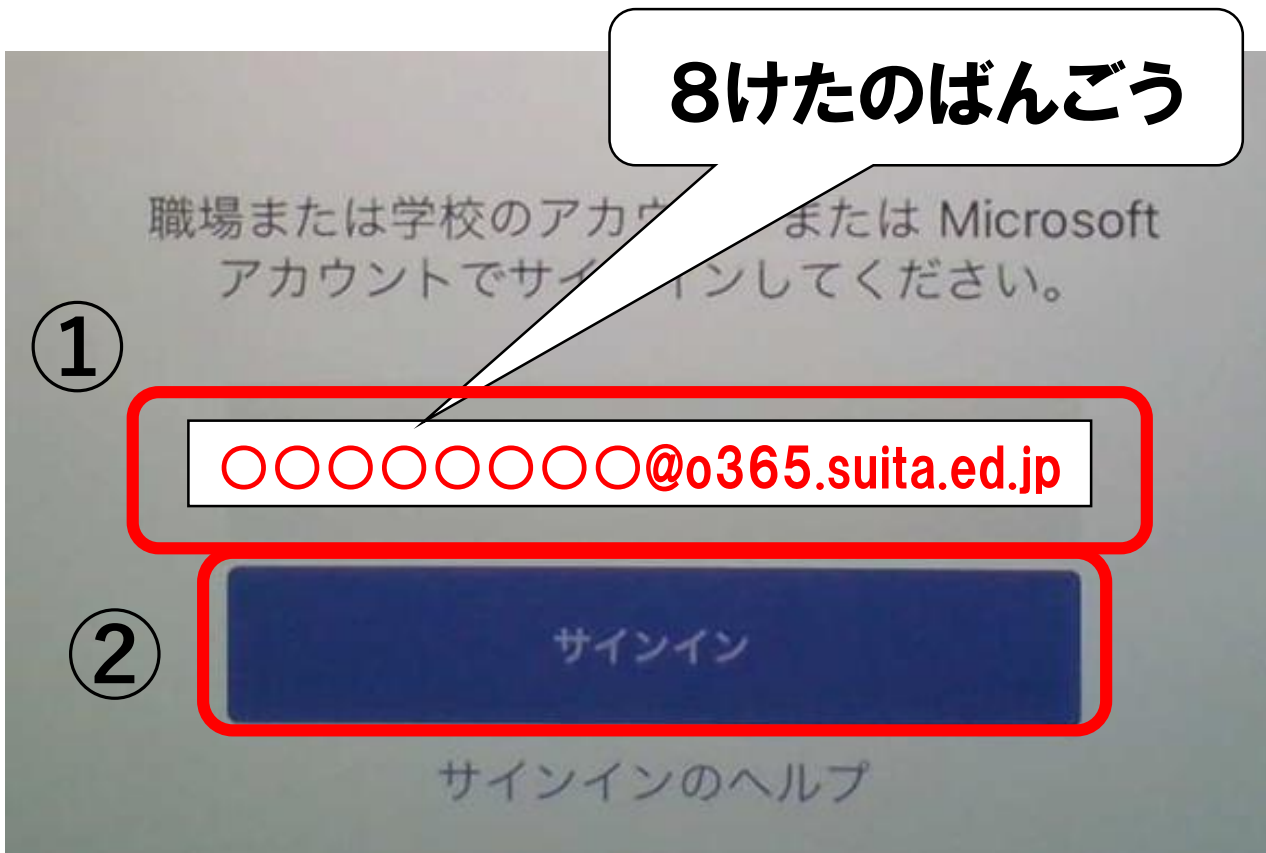 8けたのばんごう
職場または学校のアカウ または Microsoft
アカウントでサインインしてください。
①
○○○○○○○○@o365.suita.ed.jp
②
サインイン
サインインのヘルプ